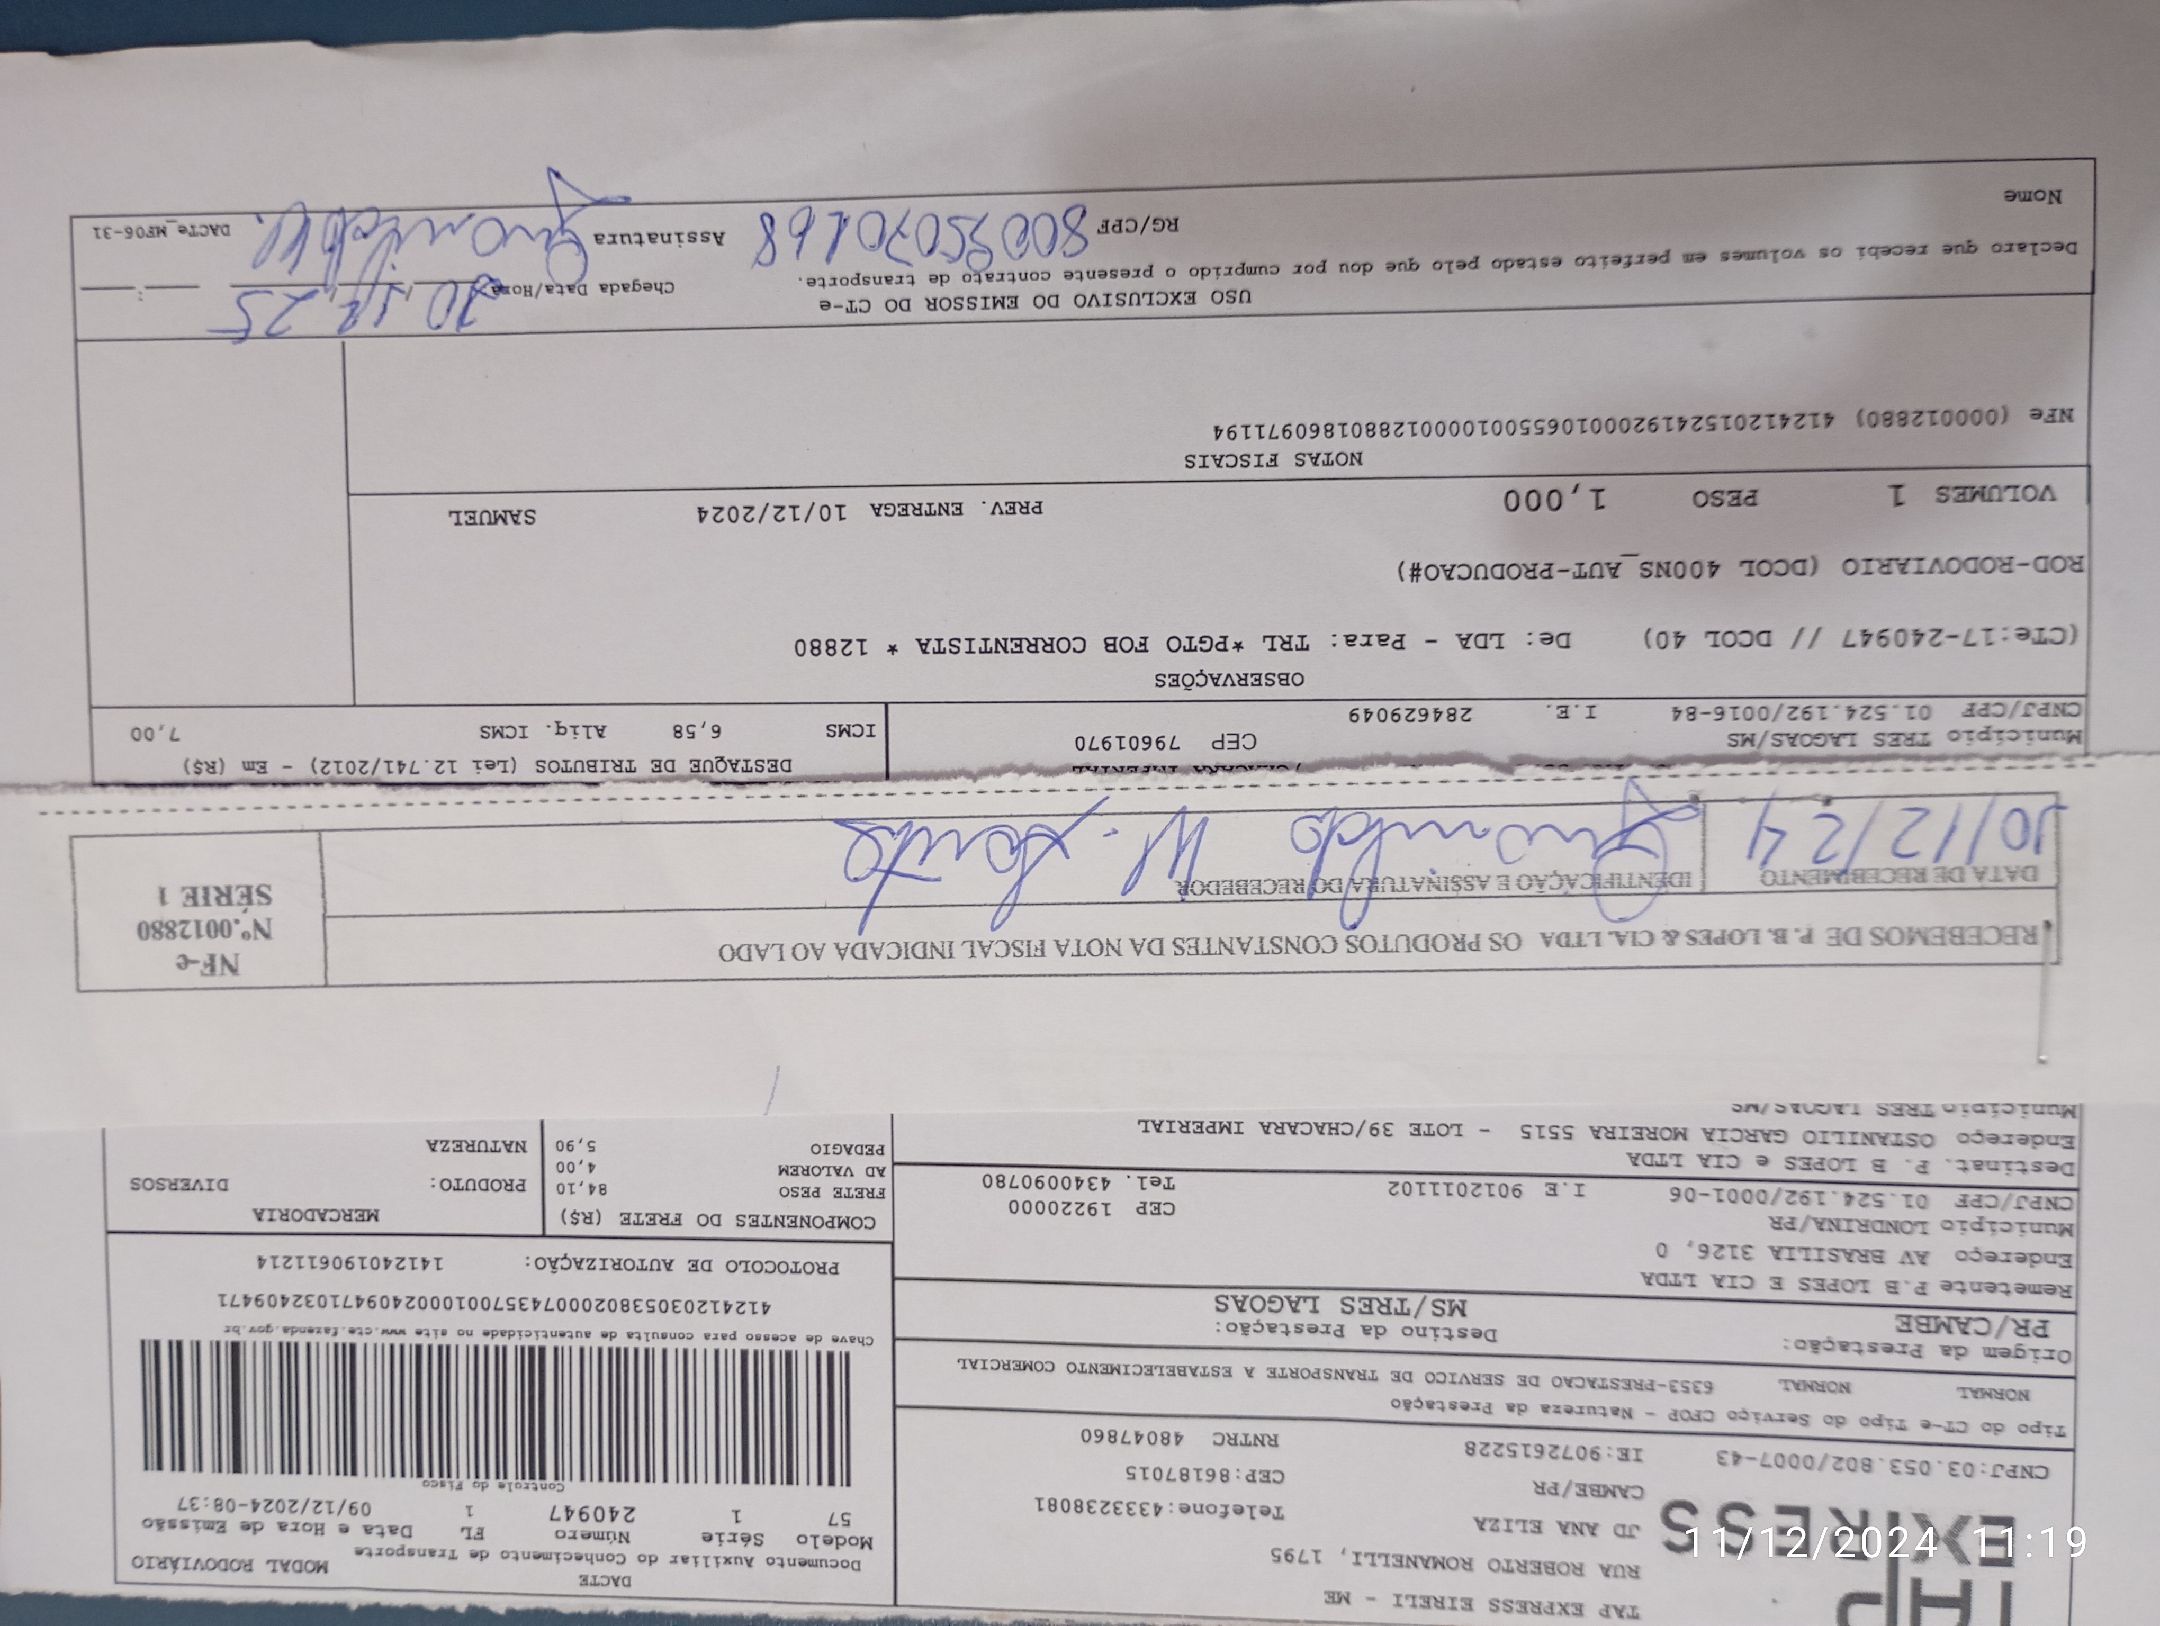 TAP
EXPRESS
TAP EXPRESS EIRELI - ME
RUA ROBERTO ROMANELLI, 1795
JD ANA ELIZA
Telefone:4333238081
CAMBE/PR
CEP:86187015
CNPJ:03.053.802/0007-43
IE:9072615228
RNTRC 48047860
Tipo do CT-e Tipo do Serviço CFOP - Natureza da Prestação
NORMAL NORMAL 6353-PRESTACAO DE SERVICO DE TRANSPORTE A ESTABELECIMENTO COMERCIAL
Origem da Prestação:
Destino da Prestação:
PR/CAMBE
MS/TRES LAGOAS
Remetente P.B LOPES E CIA LTDA
Endereço AV BRASILIA 3126, 0
Município LONDRINA/PR
CEP 19220000
CNPJ/CPF 01.524.192/0001-06 I.E 9012011102 Tel. 434090780
Destinat. P. B LOPES e CIA LTDA
Endereço OSTANILIO GARCIA MOREIRA 5515 - LOTE 39/CHACARA IMPERIAL
Município TRES LAGOAS/MS
DACTE
Documento Auxiliar do Conhecimento de Transporte
MODAL RODOVIÁRIO
Modelo Série Número FL Data e Hora de Emissão
57 1 240947 1 09/12/2024-08:37
Controle do Fisco
Chave de acesso para consulta de autenticidade no site www.cte.fazenda.gov.br
41241203053802000743570010002409471032409471
PROTOCOLO DE AUTORIZAÇÃO: 141240190611214
COMPONENTES DO FRETE (R$)
FRETE PESO 84,10
AD VALOREM 4,00
PEDAGIO 5,90
MERCADORIA
PRODUTO: DIVERSOS
NATUREZA
RECEBEMOS DE P. B. LOPES & CIA. LTDA OS PRODUTOS CONSTANTES DA NOTA FISCAL INDICADA AO LADO
DATA DE RECEBIMENTO
10/12/24
IDENTIFICAÇÃO E ASSINATURA DO RECEBEDOR
NF-e
Nº.0012880
SÉRIE 1
Município TRES LAGOAS/MS
CEP 79601970
CNPJ/CPF 01.524.192/0016-84 I.E. 284629049
DESTAQUE DE TRIBUTOS (Lei 12.741/2012) - Em (R$)
ICMS 6,58 Aliq. ICMS 7,00
OBSERVAÇÕES
(CTe:17-240947 // DCOL 40) De: LDA - Para: TRL *PGTO FOB CORRENTISTA * 12880
ROD-RODOVIARIO (DCOL 400NS_AUT-PRODUCAO#)
VOLUMES 1 PESO 1,000 PREV. ENTREGA 10/12/2024 SAMUEL
NOTAS FISCAIS
NFe (000012880) 41241201524192000106550010000128801860971194
USO EXCLUSIVO DO EMISSOR DO CT-e
Declaro que recebi os volumes em perfeito estado pelo que dou por cumprido o presente contrato de transporte.
Chegada Data/Hora
Nome
RG/CPF
Assinatura
DACTe_MF06-31
11/12/2024 11:19